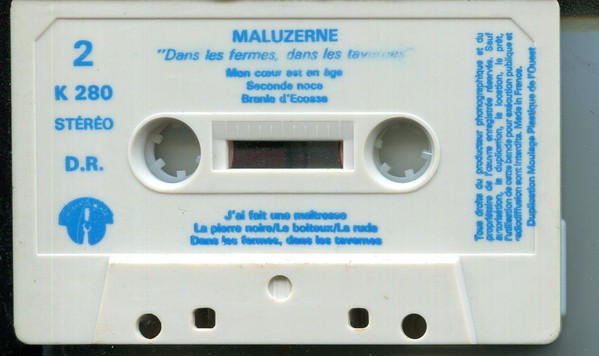 MALUZERNE
"Dans les fermes, dans les tavernes"
2
K 280
STÉRÉO
D.R.
Mon cœur est en âge
Seconde noce
Branle d'Ecosse
J'ai fait une maîtresse
La pierre noire/Le boiteux/La rude
Dans les fermes, dans les tavernes
Tous droits du producteur phonographique et du
propriétaire de l'œuvre enregistrée réservés. Sauf
autorisation, la duplication, la location, le prêt,
l'utilisation de cette bande pour exécution publique et
radiodiffusion sont interdits. Made in France.
Duplication Moulage Plastique de l'Ouest